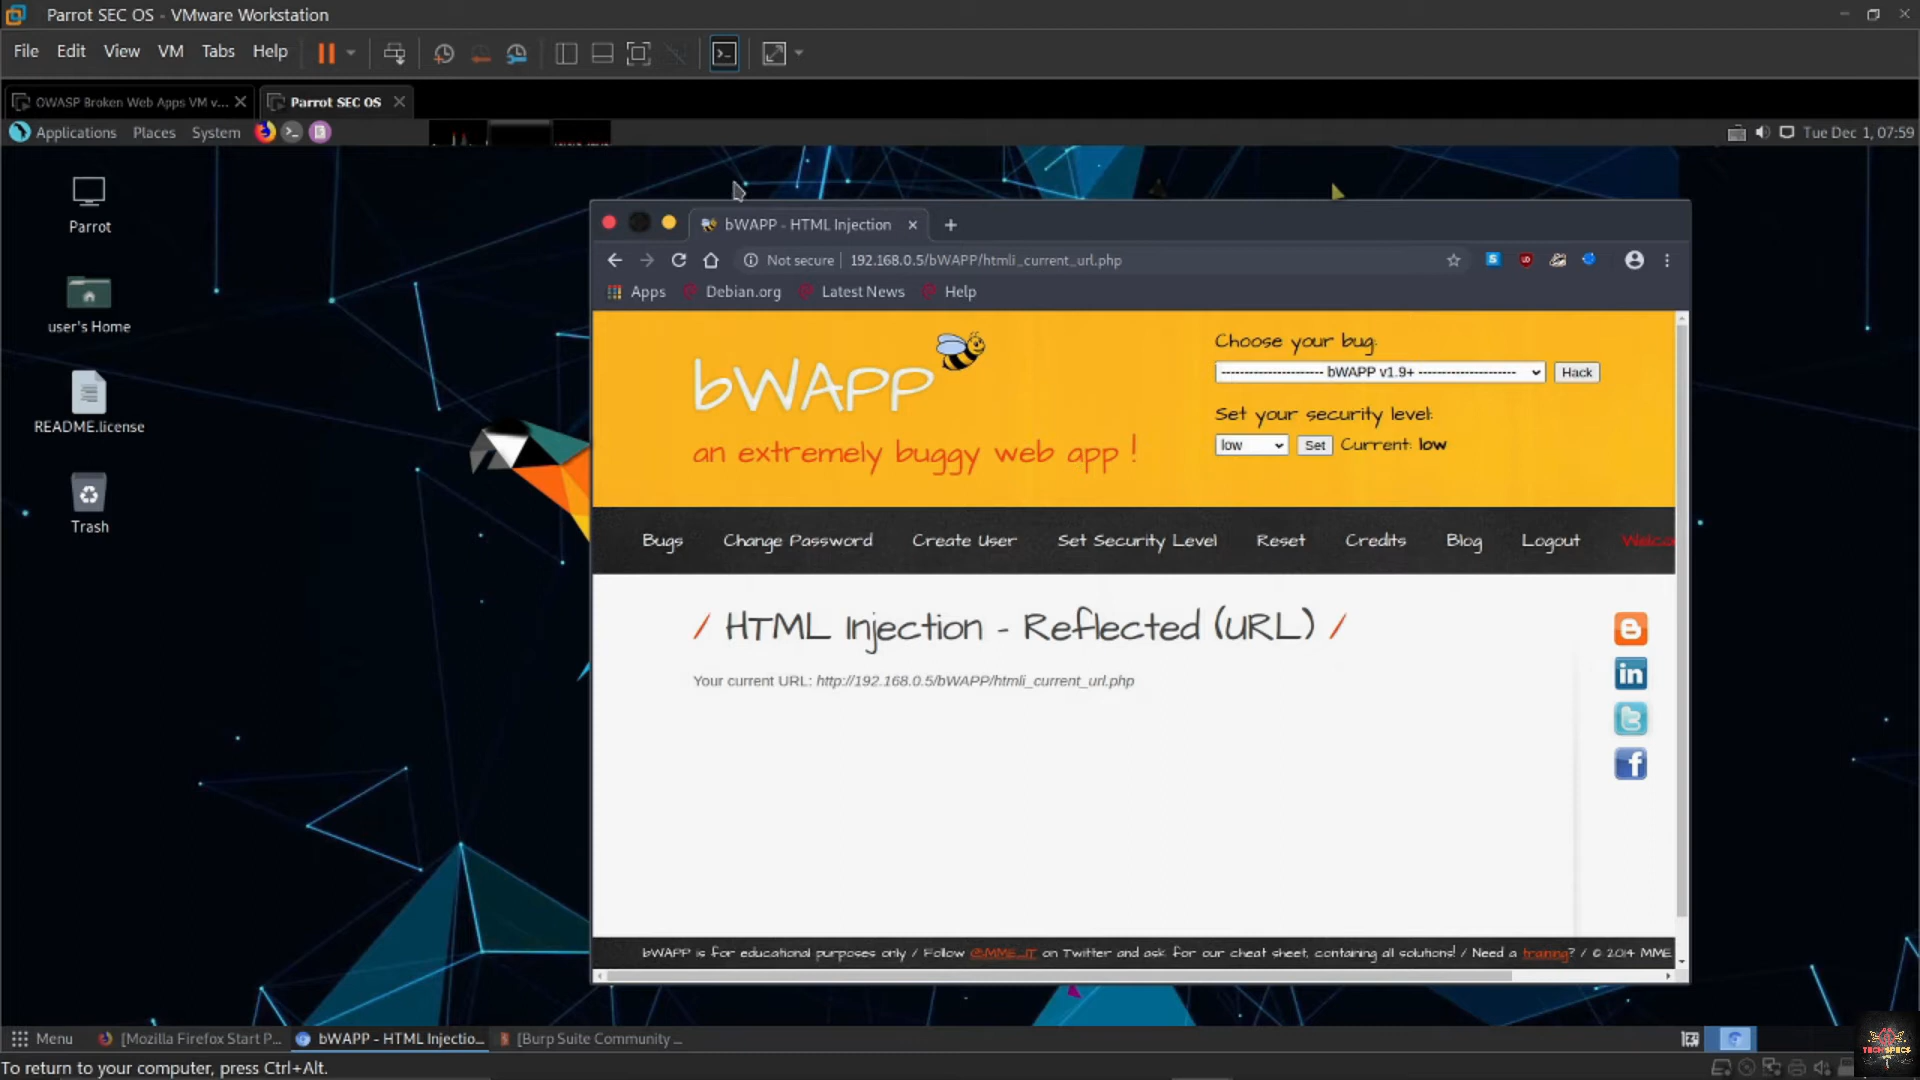 Parrot SEC OS - VMware Workstation
File Edit View VM Tabs Help
OWASP Broken Web Apps VM v... Parrot SEC OS
Applications Places System Tue Dec 1, 07:59
Parrot
user's Home
README.license
Trash
bWAPP - HTML Injection
Not secure 192.168.0.5/bWAPP/htmli_current_url.php
Apps Debian.org Latest News Help
bWAPP
an extremely buggy web app !
Choose your bug:
---------------------- bWAPP v1.9+ --------------------- Hack
Set your security level:
low Set Current: low
Bugs Change Password Create User Set Security Level Reset Credits Blog Logout Welco
/ HTML Injection - Reflected (URL) /
Your current URL: http://192.168.0.5/bWAPP/htmli_current_url.php
bWAPP is for educational purposes only / Follow @MME_IT on Twitter and ask for our cheat sheet, containing all solutions! / Need a training? / © 2014 MME
Menu [Mozilla Firefox Start P... bWAPP - HTML Injectio... [Burp Suite Community ...
To return to your computer, press Ctrl+Alt.
TECH SPECS